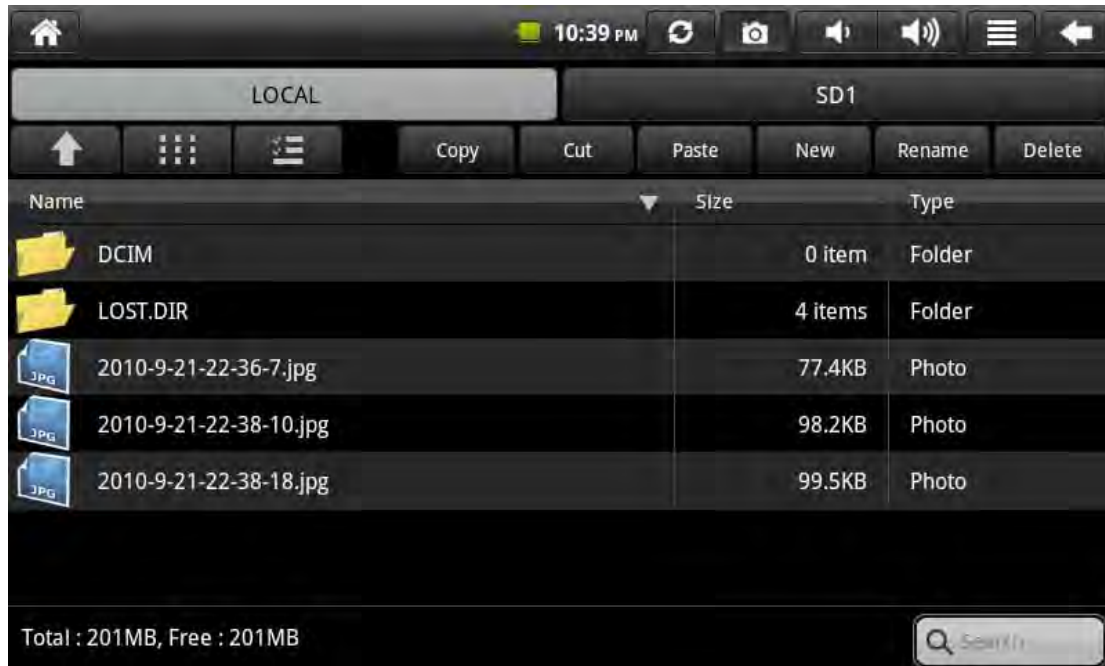 10:39 PM
LOCAL SD1
Copy Cut Paste New Rename Delete
Name Size Type
DCIM 0 item Folder
LOST.DIR 4 items Folder
JPG 2010-9-21-22-36-7.jpg 77.4KB Photo
JPG 2010-9-21-22-38-10.jpg 98.2KB Photo
JPG 2010-9-21-22-38-18.jpg 99.5KB Photo
Total : 201MB, Free : 201MB Search